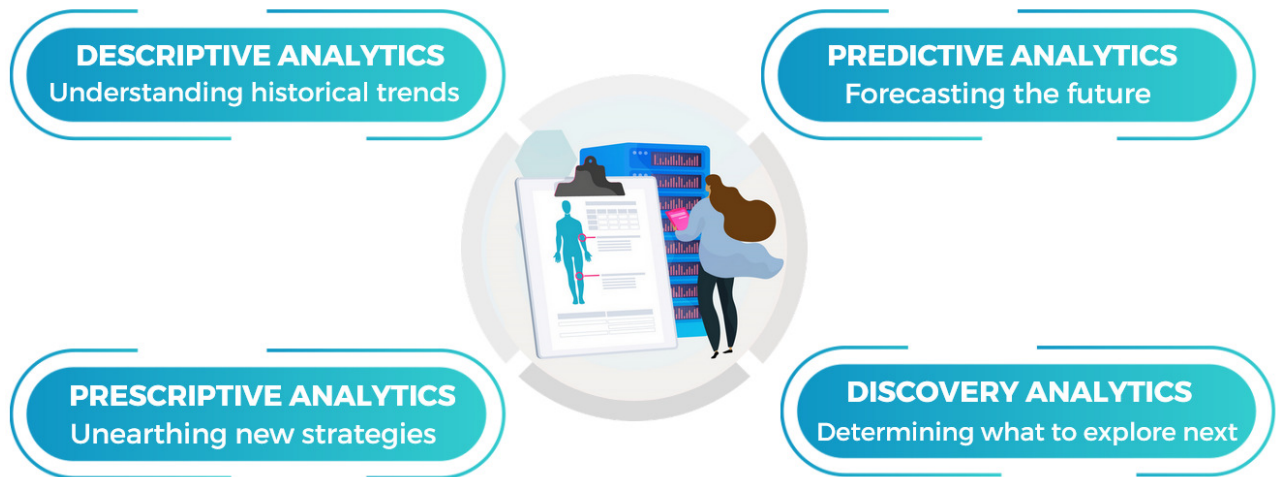 DESCRIPTIVE ANALYTICS
Understanding historical trends
PREDICTIVE ANALYTICS
Forecasting the future
PRESCRIPTIVE ANALYTICS
Unearthing new strategies
DISCOVERY ANALYTICS
Determining what to explore next